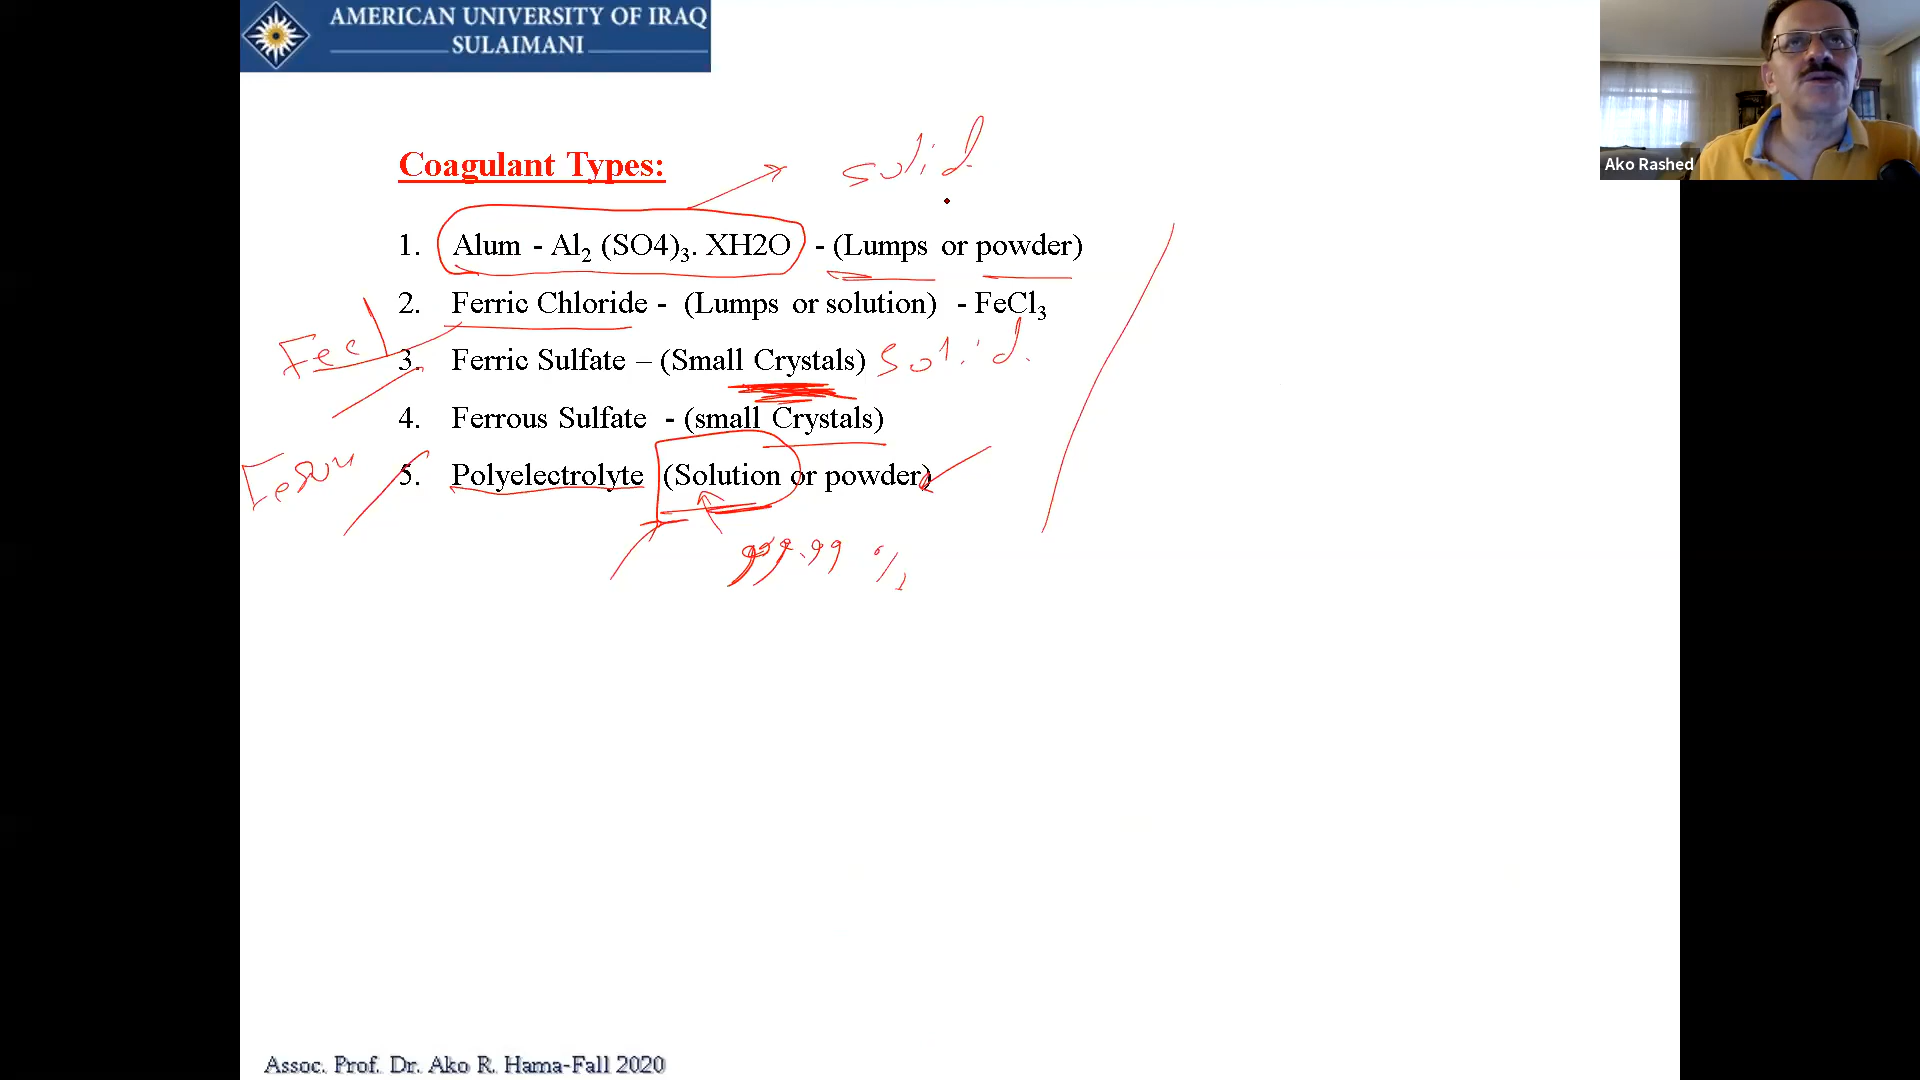 AMERICAN UNIVERSITY OF IRAQ
SULAIMANI
Ako Rashed
Coagulant Types:
solid
1. Alum - Al₂ (SO4)₃. XH2O - (Lumps or powder)
2. Ferric Chloride - (Lumps or solution) - FeCl₃
3. Ferric Sulfate – (Small Crystals) solid.
4. Ferrous Sulfate - (small Crystals)
5. Polyelectrolyte (Solution or powder)
Assoc. Prof. Dr. Ako R. Hama-Fall 2020